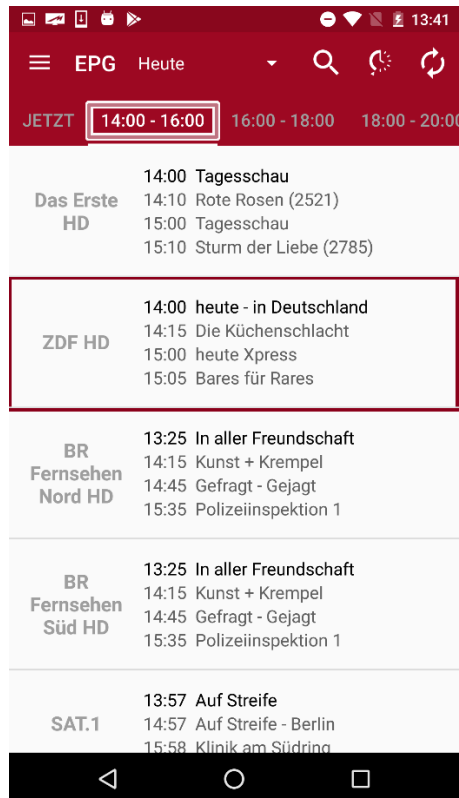 13:41
EPG Heute
JETZT 14:00 - 16:00 16:00 - 18:00 18:00 - 20:00
14:00 Tagesschau
14:10 Rote Rosen (2521)
15:00 Tagesschau
15:10 Sturm der Liebe (2785)
Das Erste
HD
14:00 heute - in Deutschland
14:15 Die Küchenschlacht
15:00 heute Xpress
15:05 Bares für Rares
ZDF HD
13:25 In aller Freundschaft
14:15 Kunst + Krempel
14:45 Gefragt - Gejagt
15:35 Polizeiinspektion 1
BR
Fernsehen
Nord HD
13:25 In aller Freundschaft
14:15 Kunst + Krempel
14:45 Gefragt - Gejagt
15:35 Polizeiinspektion 1
BR
Fernsehen
Süd HD
13:57 Auf Streife
14:57 Auf Streife - Berlin
15:58 Klinik am Südring
SAT.1